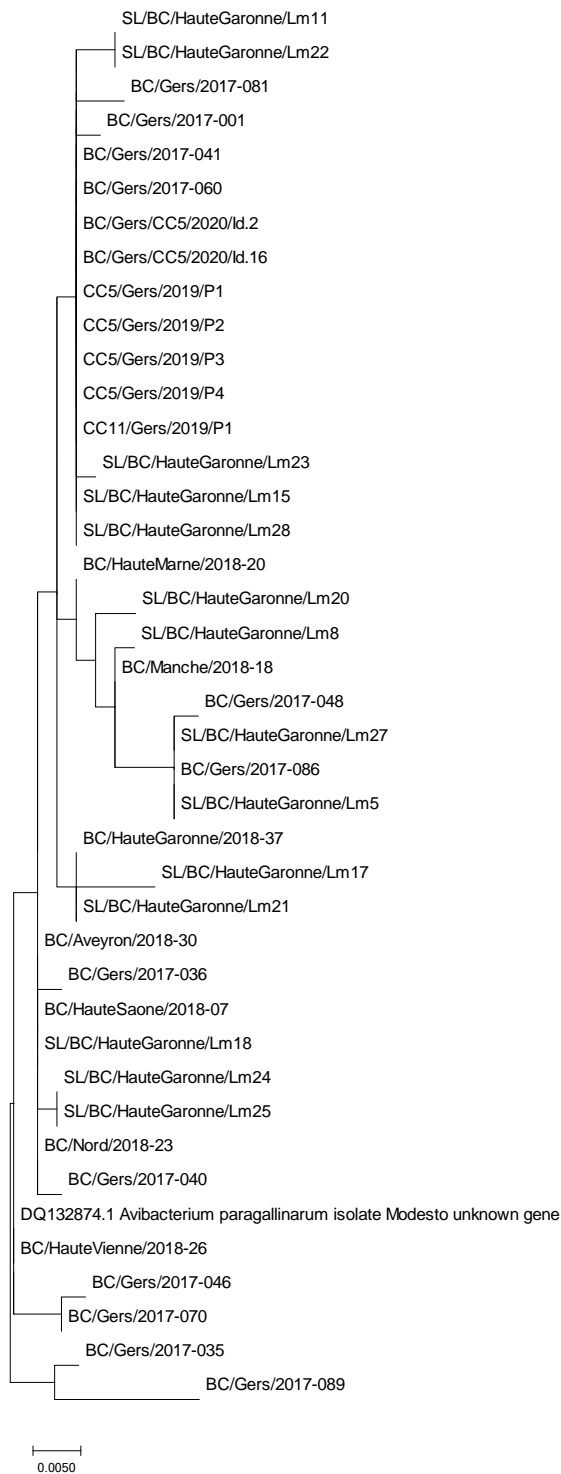 SL/BC/HauteGaronne/Lm11
SL/BC/HauteGaronne/Lm22
BC/Gers/2017-081
BC/Gers/2017-001
BC/Gers/2017-041
BC/Gers/2017-060
BC/Gers/CC5/2020/Id.2
BC/Gers/CC5/2020/Id.16
CC5/Gers/2019/P1
CC5/Gers/2019/P2
CC5/Gers/2019/P3
CC5/Gers/2019/P4
CC11/Gers/2019/P1
SL/BC/HauteGaronne/Lm23
SL/BC/HauteGaronne/Lm15
SL/BC/HauteGaronne/Lm28
BC/HauteMarne/2018-20
SL/BC/HauteGaronne/Lm20
SL/BC/HauteGaronne/Lm8
BC/Manche/2018-18
BC/Gers/2017-048
SL/BC/HauteGaronne/Lm27
BC/Gers/2017-086
SL/BC/HauteGaronne/Lm5
BC/HauteGaronne/2018-37
SL/BC/HauteGaronne/Lm17
SL/BC/HauteGaronne/Lm21
BC/Aveyron/2018-30
BC/Gers/2017-036
BC/HauteSaone/2018-07
SL/BC/HauteGaronne/Lm18
SL/BC/HauteGaronne/Lm24
SL/BC/HauteGaronne/Lm25
BC/Nord/2018-23
BC/Gers/2017-040
DQ132874.1 Avibacterium paragallinarum isolate Modesto unknown gene
BC/HauteVienne/2018-26
BC/Gers/2017-046
BC/Gers/2017-070
BC/Gers/2017-035
BC/Gers/2017-089
0.0050